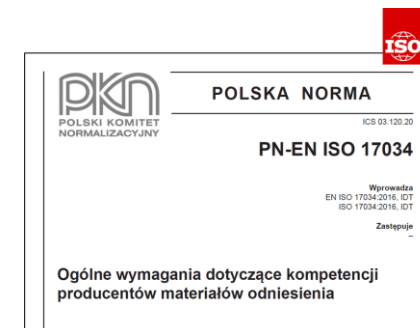 ISO
PKN
POLSKI KOMITET
NORMALIZACYJNY
POLSKA NORMA
ICS 03.120.20
PN-EN ISO 17034
Wprowadza
EN ISO 17034:2016, IDT
ISO 17034:2016, IDT
Zastępuje
–
Ogólne wymagania dotyczące kompetencji
producentów materiałów odniesienia